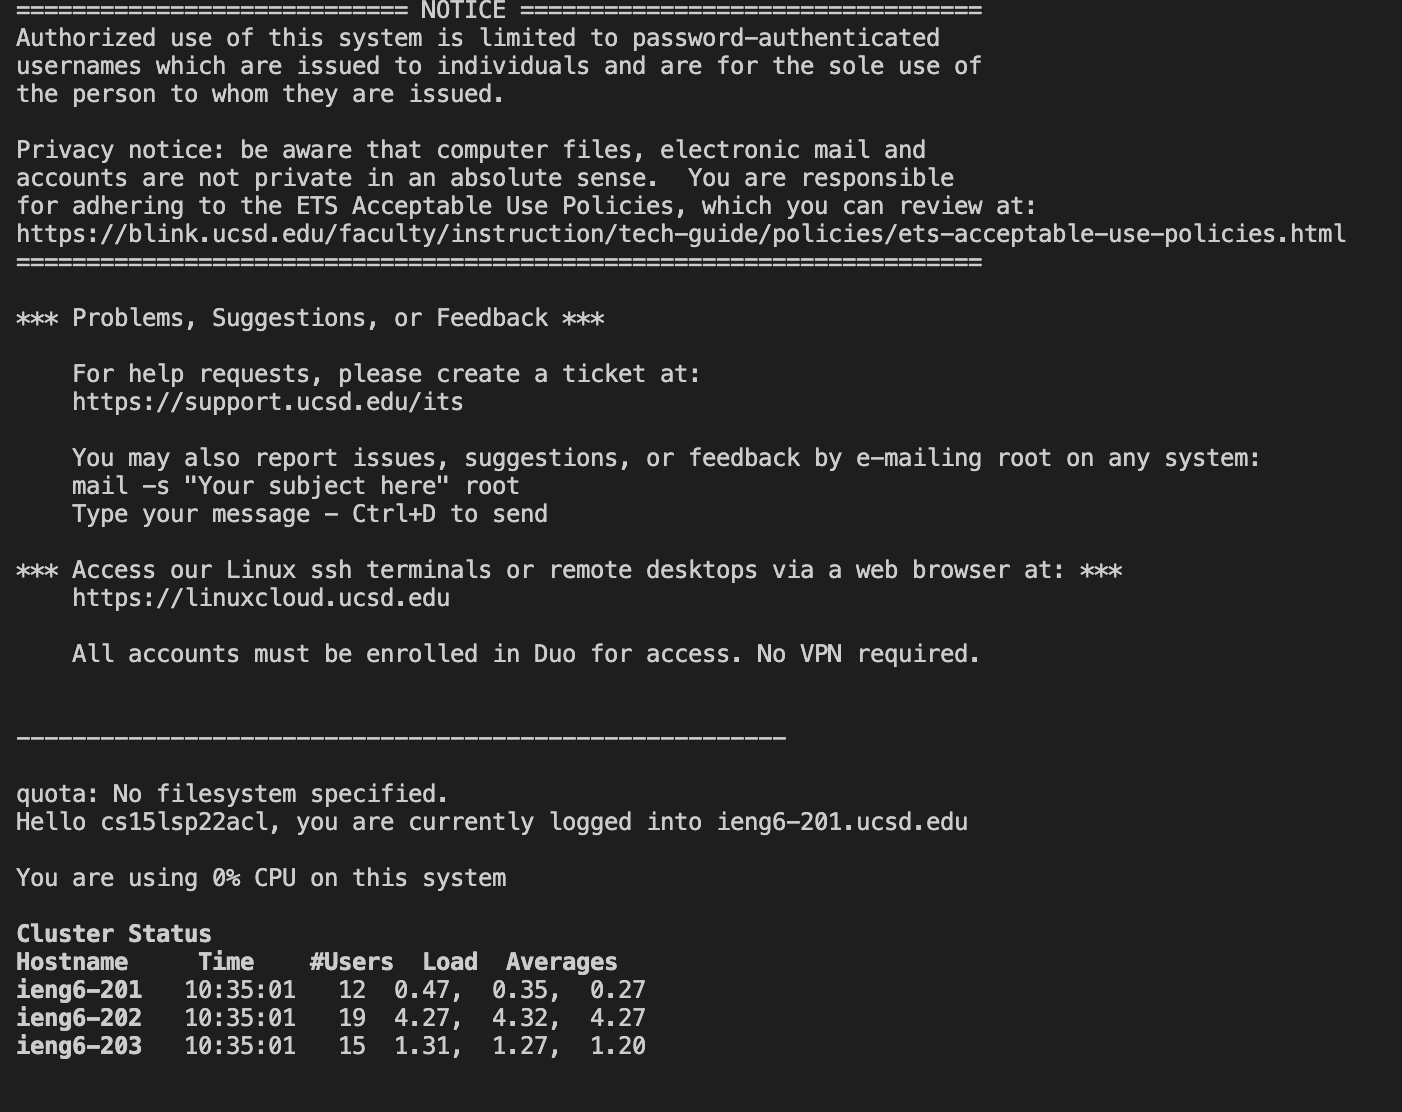 ============================ NOTICE =================================
Authorized use of this system is limited to password-authenticated
usernames which are issued to individuals and are for the sole use of
the person to whom they are issued.

Privacy notice: be aware that computer files, electronic mail and
accounts are not private in an absolute sense.  You are responsible
for adhering to the ETS Acceptable Use Policies, which you can review at:
https://blink.ucsd.edu/faculty/instruction/tech-guide/policies/ets-acceptable-use-policies.html
=====================================================================

*** Problems, Suggestions, or Feedback ***

    For help requests, please create a ticket at:
    https://support.ucsd.edu/its

    You may also report issues, suggestions, or feedback by e-mailing root on any system:
    mail -s "Your subject here" root
    Type your message - Ctrl+D to send

*** Access our Linux ssh terminals or remote desktops via a web browser at: ***
    https://linuxcloud.ucsd.edu

    All accounts must be enrolled in Duo for access. No VPN required.


-------------------------------------------------------

quota: No filesystem specified.
Hello cs15lsp22acl, you are currently logged into ieng6-201.ucsd.edu

You are using 0% CPU on this system

Cluster Status
Hostname     Time    #Users  Load  Averages
ieng6-201   10:35:01   12  0.47,  0.35,  0.27
ieng6-202   10:35:01   19  4.27,  4.32,  4.27
ieng6-203   10:35:01   15  1.31,  1.27,  1.20